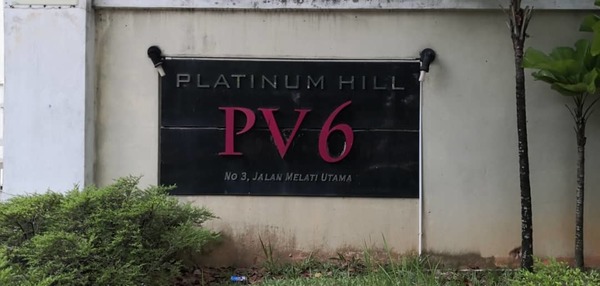 PLATINUM HILL
PV6
NO 3, JALAN MELATI UTAMA